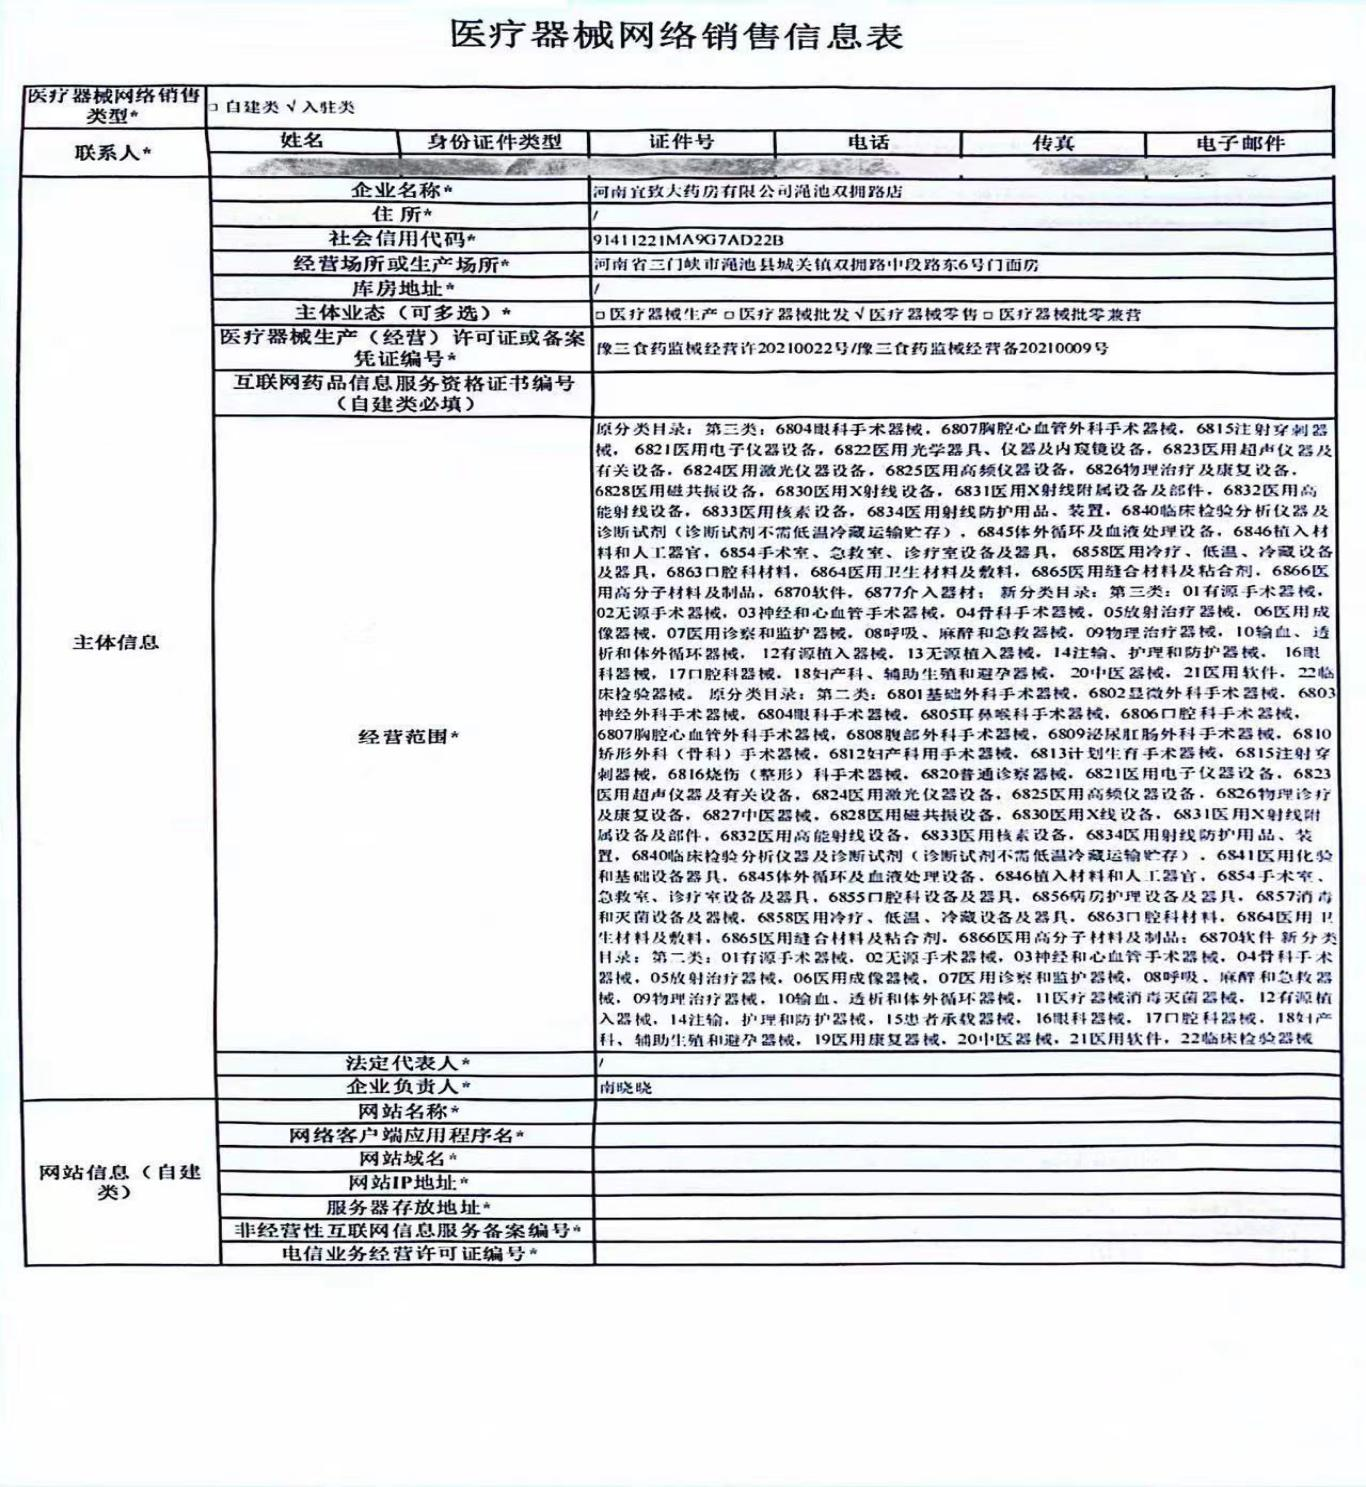 医疗器械网络销售信息表
医疗器械网络销售
类型*
□ 自建类 √ 入驻类
联系人*
姓名 身份证件类型 证件号 电话 传真 电子邮件
主体信息
企业名称* 河南宜致大药房有限公司渑池双拥路店
住 所* /
社会信用代码* 91411221MA9G7AD22B
经营场所或生产场所* 河南省三门峡市渑池县城关镇双拥路中段路东6号门面房
库房地址* /
主体业态（可多选）* □ 医疗器械生产 □ 医疗器械批发 √ 医疗器械零售 □ 医疗器械批零兼营
医疗器械生产（经营）许可证或备案
凭证编号*
豫三食药监械经营许20210022号/豫三食药监械经营备20210009号
互联网药品信息服务资格证书编号
（自建类必填）
经营范围*
原分类目录：第三类：6804眼科手术器械，6807胸腔心血管外科手术器械，6815注射穿刺器
械，6821医用电子仪器设备，6822医用光学器具、仪器及内窥镜设备，6823医用超声仪器及
有关设备，6824医用激光仪器设备，6825医用高频仪器设备，6826物理治疗及康复设备，
6828医用磁共振设备，6830医用X射线设备，6831医用X射线附属设备及部件，6832医用高
能射线设备，6833医用核素设备，6834医用射线防护用品、装置，6840临床检验分析仪器及
诊断试剂（诊断试剂不需低温冷藏运输贮存），6845体外循环及血液处理设备，6846植入材
料和人工器官，6854手术室、急救室、诊疗室设备及器具，6858医用冷疗、低温、冷藏设备
及器具，6863口腔科材料，6864医用卫生材料及敷料，6865医用缝合材料及粘合剂，6866医
用高分子材料及制品，6870软件，6877介入器材；新分类目录：第三类：01有源手术器械，
02无源手术器械，03神经和心血管手术器械，04骨科手术器械，05放射治疗器械，06医用成
像器械，07医用诊察和监护器械，08呼吸、麻醉和急救器械，09物理治疗器械，10输血、透
析和体外循环器械，12有源植入器械，13无源植入器械，14注输、护理和防护器械，16眼
科器械，17口腔科器械，18妇产科、辅助生殖和避孕器械，20中医器械，21医用软件，22临
床检验器械。原分类目录：第二类：6801基础外科手术器械，6802显微外科手术器械，6803
神经外科手术器械，6804眼科手术器械，6805耳鼻喉科手术器械，6806口腔科手术器械，
6807胸腔心血管外科手术器械，6808腹部外科手术器械，6809泌尿肛肠外科手术器械，6810
矫形外科（骨科）手术器械，6812妇产科用手术器械，6813计划生育手术器械，6815注射穿
刺器械，6816烧伤（整形）科手术器械，6820普通诊察器械，6821医用电子仪器设备，6823
医用超声仪器及有关设备，6824医用激光仪器设备，6825医用高频仪器设备，6826物理诊疗
及康复设备，6827中医器械，6828医用磁共振设备，6830医用X线设备，6831医用X射线附
属设备及部件，6832医用高能射线设备，6833医用核素设备，6834医用射线防护用品、装
置，6840临床检验分析仪器及诊断试剂（诊断试剂不需低温冷藏运输贮存），6841医用化验
和基础设备器具，6845体外循环及血液处理设备，6846植入材料和人工器官，6854手术室、
急救室、诊疗室设备及器具，6855口腔科设备及器具，6856病房护理设备及器具，6857消毒
和灭菌设备及器械，6858医用冷疗、低温、冷藏设备及器具，6863口腔科材料，6864医用卫
生材料及敷料，6865医用缝合材料及粘合剂，6866医用高分子材料及制品；6870软件 新分类
目录：第二类：01有源手术器械，02无源手术器械，03神经和心血管手术器械，04骨科手术
器械，05放射治疗器械，06医用成像器械，07医用诊察和监护器械，08呼吸、麻醉和急救器
械，09物理治疗器械，10输血、透析和体外循环器械，11医疗器械消毒灭菌器械，12有源植
入器械，14注输，护理和防护器械，15患者承载器械，16眼科器械，17口腔科器械，18妇产
科、辅助生殖和避孕器械，19医用康复器械，20中医器械，21医用软件，22临床检验器械
法定代表人* /
企业负责人* 南晓晓
网站信息（自建
类）
网站名称*
网络客户端应用程序名*
网站域名*
网站IP地址*
服务器存放地址*
非经营性互联网信息服务备案编号*
电信业务经营许可证编号*